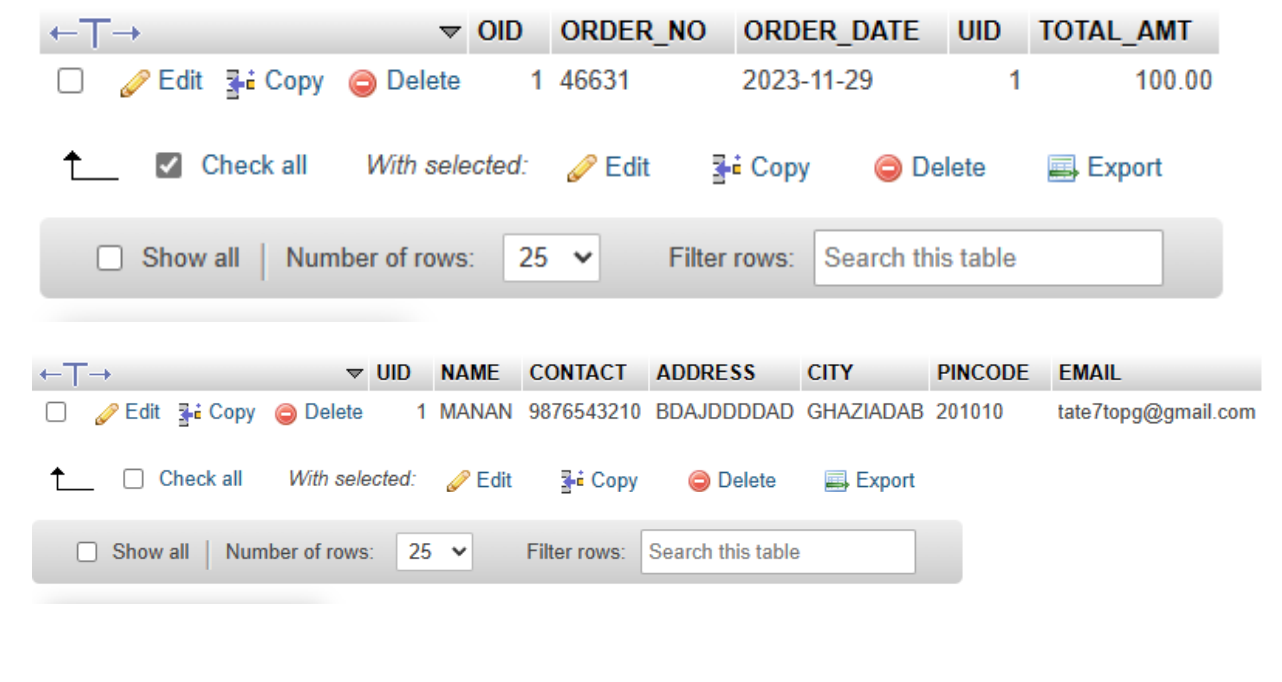 OID ORDER_NO ORDER_DATE UID TOTAL_AMT
Edit Copy Delete 1 46631 2023-11-29 1 100.00
Check all With selected: Edit Copy Delete Export
Show all Number of rows: 25 Filter rows: Search this table
UID NAME CONTACT ADDRESS CITY PINCODE EMAIL
Edit Copy Delete 1 MANAN 9876543210 BDAJDDDDAD GHAZIADAB 201010 tate7topg@gmail.com
Check all With selected: Edit Copy Delete Export
Show all Number of rows: 25 Filter rows: Search this table